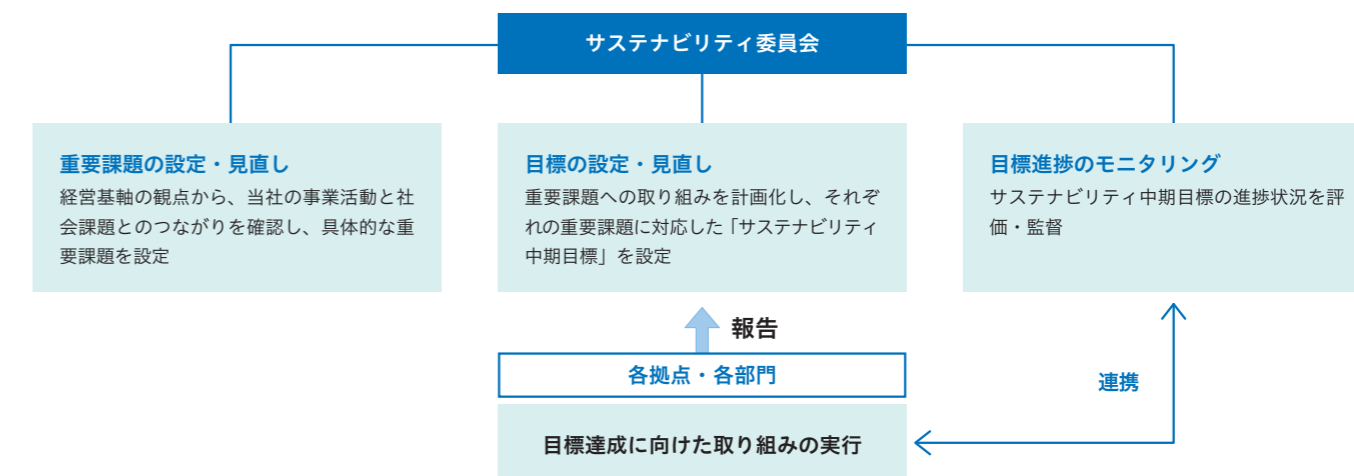 サステナビリティ委員会
重要課題の設定・見直し
経営基軸の観点から、当社の事業活動と社
会課題とのつながりを確認し、具体的な重
要課題を設定
目標の設定・見直し
重要課題への取り組みを計画化し、それぞ
れの重要課題に対応した「サステナビリティ
中期目標」を設定
目標進捗のモニタリング
サステナビリティ中期目標の進捗状況を評
価・監督
報告
各拠点・各部門
連携
目標達成に向けた取り組みの実行